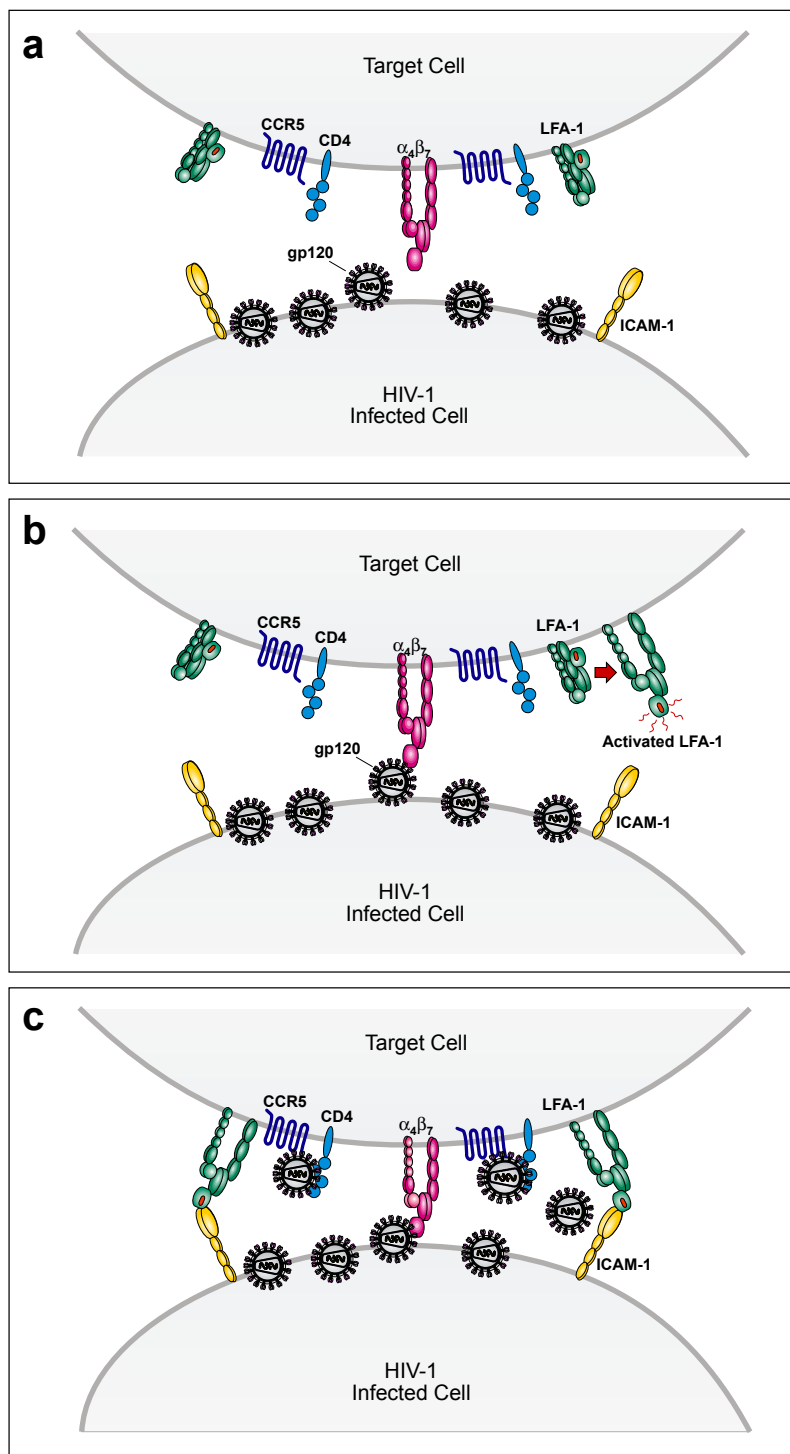 a
Target Cell
CCR5
CD4
α₄β₇
LFA-1
gp120
ICAM-1
HIV-1
Infected Cell
b
Target Cell
CCR5
CD4
α₄β₇
LFA-1
Activated LFA-1
gp120
ICAM-1
HIV-1
Infected Cell
c
Target Cell
CCR5
CD4
α₄β₇
LFA-1
ICAM-1
HIV-1
Infected Cell